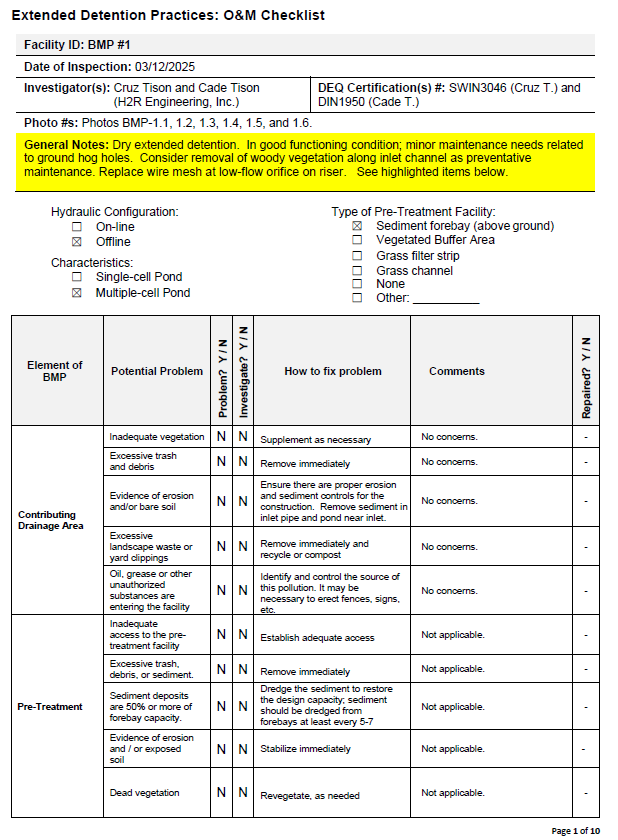 Extended Detention Practices: O&M Checklist
Facility ID: BMP #1
Date of Inspection: 03/12/2025
Investigator(s): Cruz Tison and Cade Tison
(H2R Engineering, Inc.)
DEQ Certification(s) #: SWIN3046 (Cruz T.) and
DIN1950 (Cade T.)
Photo #s: Photos BMP-1.1, 1.2, 1.3, 1.4, 1.5, and 1.6.
General Notes: Dry extended detention. In good functioning condition; minor maintenance needs related
to ground hog holes. Consider removal of woody vegetation along inlet channel as preventative
maintenance. Replace wire mesh at low-flow orifice on riser. See highlighted items below.
Hydraulic Configuration:
☐ On-line
☒ Offline
Characteristics:
☐ Single-cell Pond
☒ Multiple-cell Pond
Type of Pre-Treatment Facility:
☒ Sediment forebay (above ground)
☐ Vegetated Buffer Area
☐ Grass filter strip
☐ Grass channel
☐ None
☐ Other: __________
Element of
BMP
Potential Problem
Problem? Y / N
Investigate? Y / N
How to fix problem
Comments
Repaired? Y / N
Contributing
Drainage Area
Inadequate vegetation
N
N
Supplement as necessary
No concerns.
-
Excessive trash
and debris
N
N
Remove immediately
No concerns.
-
Evidence of erosion
and/or bare soil
N
N
Ensure there are proper erosion
and sediment controls for the
construction. Remove sediment in
inlet pipe and pond near inlet.
No concerns.
-
Excessive
landscape waste or
yard clippings
N
N
Remove immediately and
recycle or compost
No concerns.
-
Oil, grease or other
unauthorized
substances are
entering the facility
N
N
Identify and control the source of
this pollution. It may be
necessary to erect fences, signs,
etc.
No concerns.
-
Pre-Treatment
Inadequate
access to the pre-
treatment facility
N
N
Establish adequate access
Not applicable.
-
Excessive trash,
debris, or sediment.
N
N
Remove immediately
Not applicable.
-
Sediment deposits
are 50% or more of
forebay capacity.
N
N
Dredge the sediment to restore
the design capacity; sediment
should be dredged from
forebays at least every 5-7
Not applicable.
-
Evidence of erosion
and / or exposed
soil
N
N
Stabilize immediately
Not applicable.
-
Dead vegetation
N
N
Revegetate, as needed
Not applicable.
-
Page 1 of 10